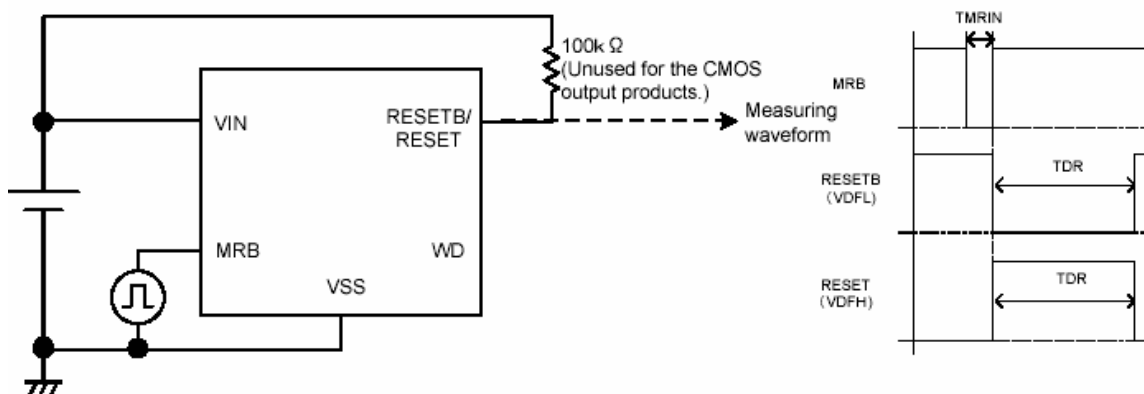 100k Ω
(Unused for the CMOS
output products.)
VIN
RESETB/
RESET
Measuring
waveform
MRB
WD
VSS
TMRIN
MRB
RESETB
(VDFL)
TDR
RESET
(VDFH)
TDR